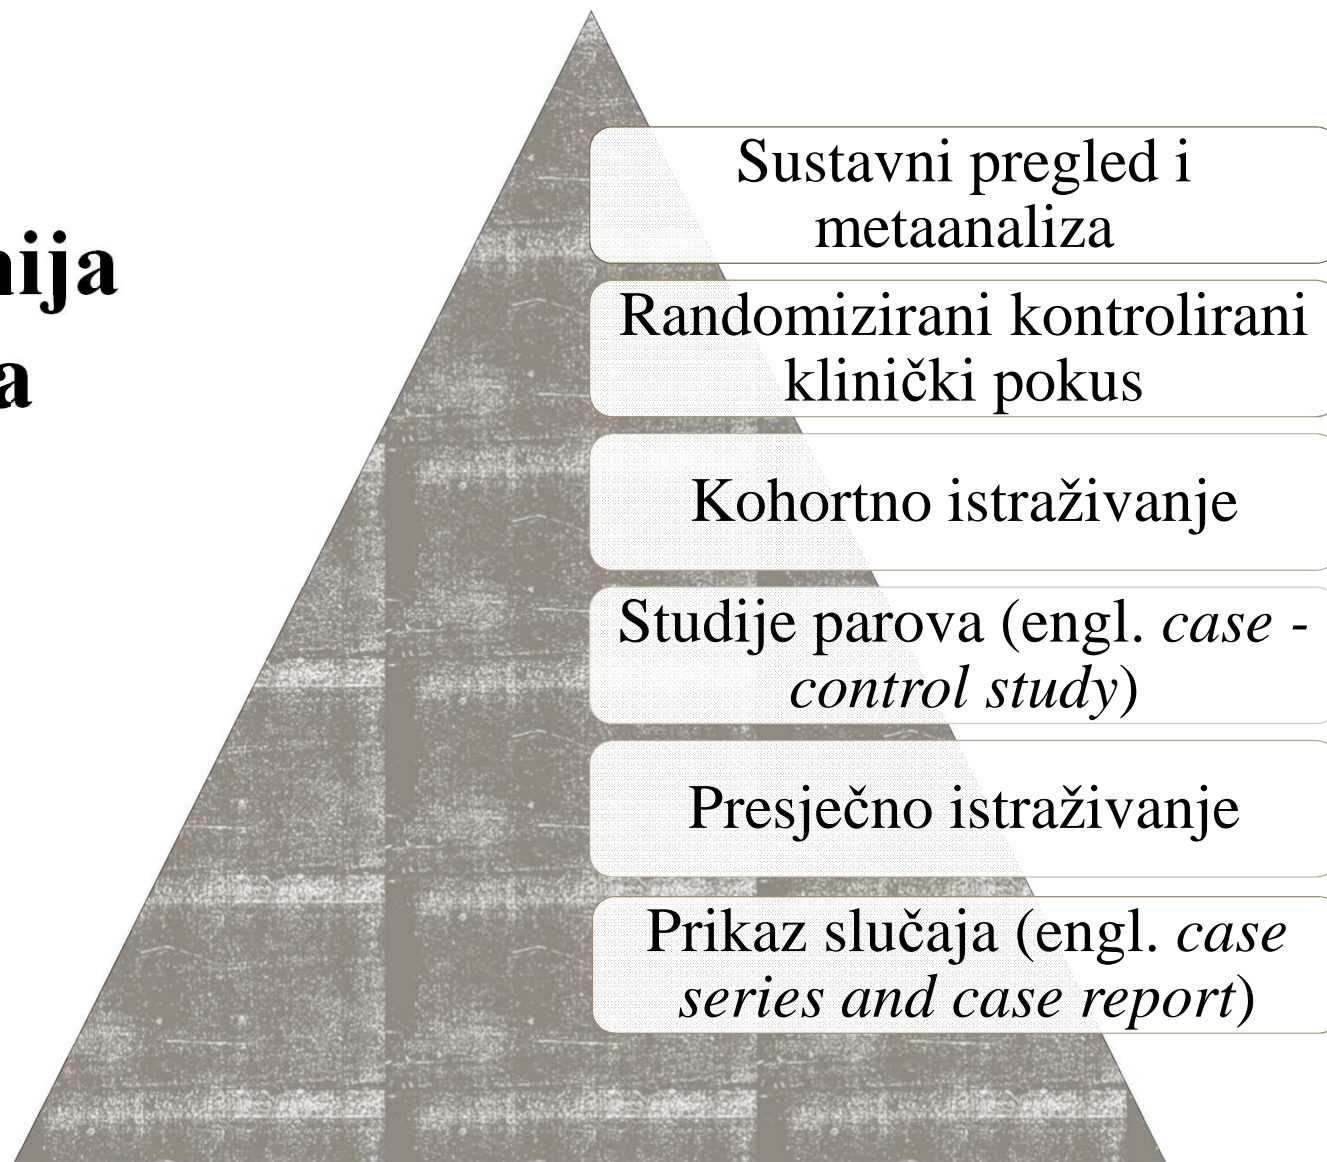 nija
a
Sustavni pregled i
metaanaliza
Randomizirani kontrolirani
klinički pokus
Kohortno istraživanje
Studije parova (engl. case -
control study)
Presječno istraživanje
Prikaz slučaja (engl. case
series and case report)